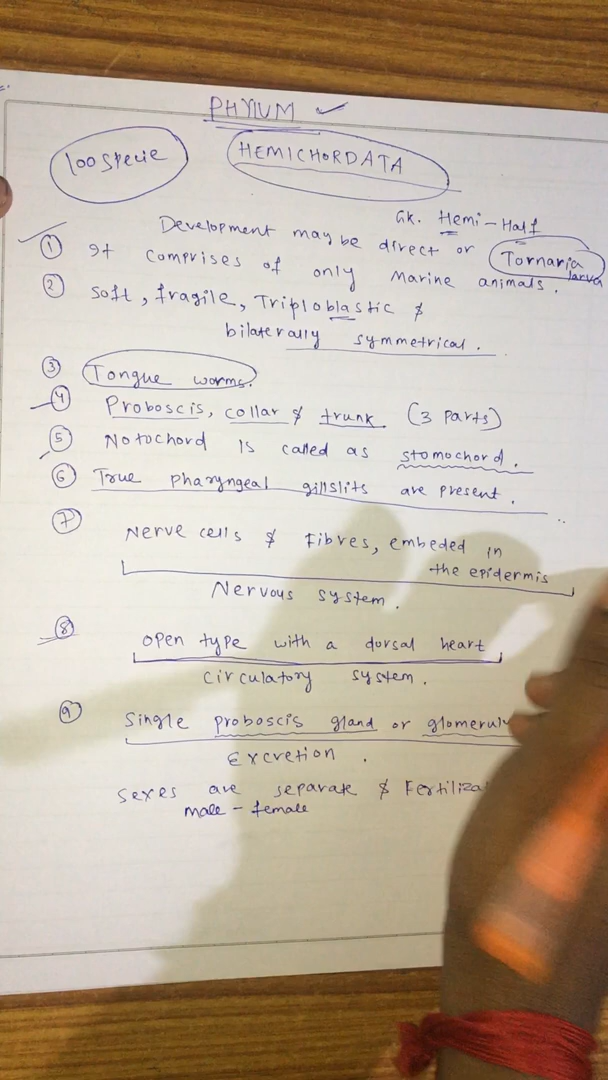 PHYlUM
100 specie
HEMICHORDATA
Gk. Hemi - Half
Development may be direct or Tornaria larva
① It comprises of only Marine animals.
② Soft, fragile, Triploblastic &
bilaterally symmetrical.
③ Tongue worms.
④ Proboscis, collar & trunk (3 parts)
⑤ Notochord is called as stomochord.
⑥ True pharyngeal gillslits are present.
⑦ Nerve cells & Fibres, embeded in
the epidermis
Nervous system.
⑧ open type with a dorsal heart
circulatory system.
⑨ Single proboscis gland or
Excretion.
Sexes are separate &
male - female